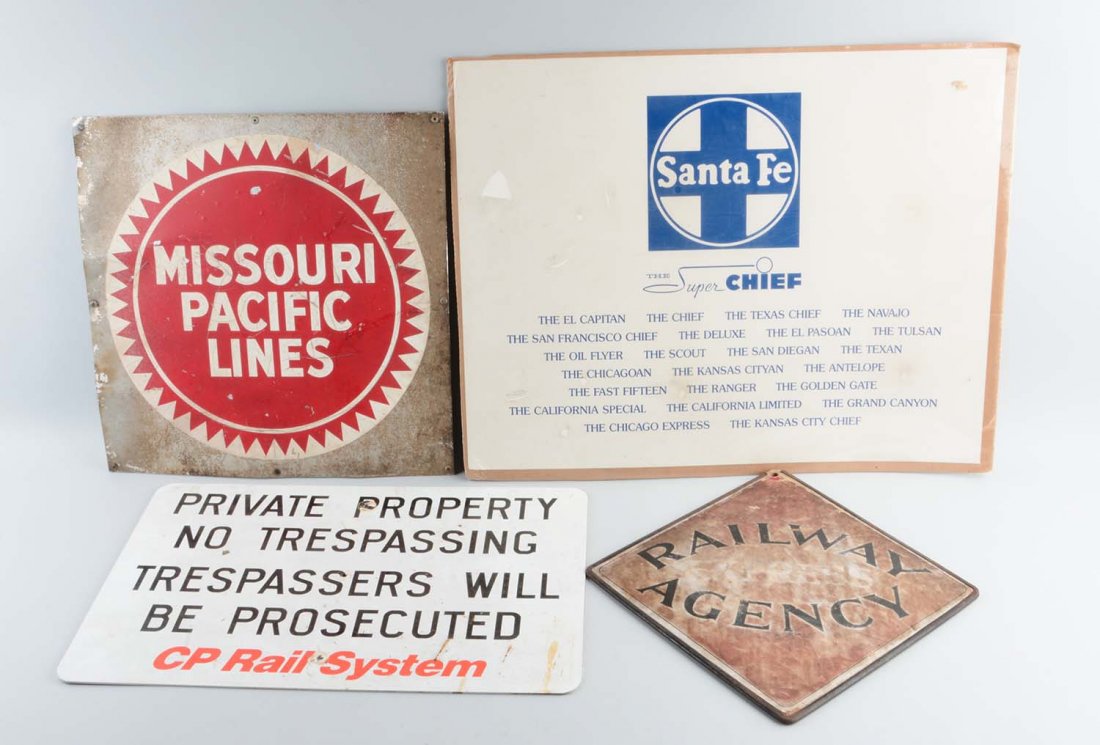 MISSOURI
PACIFIC
LINES
Santa Fe
THE Super CHIEF
THE EL CAPITAN THE CHIEF THE TEXAS CHIEF THE NAVAJO
THE SAN FRANCISCO CHIEF THE DELUXE THE EL PASOAN THE TULSAN
THE OIL FLYER THE SCOUT THE SAN DIEGAN THE TEXAN
THE CHICAGOAN THE KANSAS CITYAN THE ANTELOPE
THE FAST FIFTEEN THE RANGER THE GOLDEN GATE
THE CALIFORNIA SPECIAL THE CALIFORNIA LIMITED THE GRAND CANYON
THE CHICAGO EXPRESS THE KANSAS CITY CHIEF
PRIVATE PROPERTY
NO TRESPASSING
TRESPASSERS WILL
BE PROSECUTED
CP Rail System
RAILWAY
AGENCY